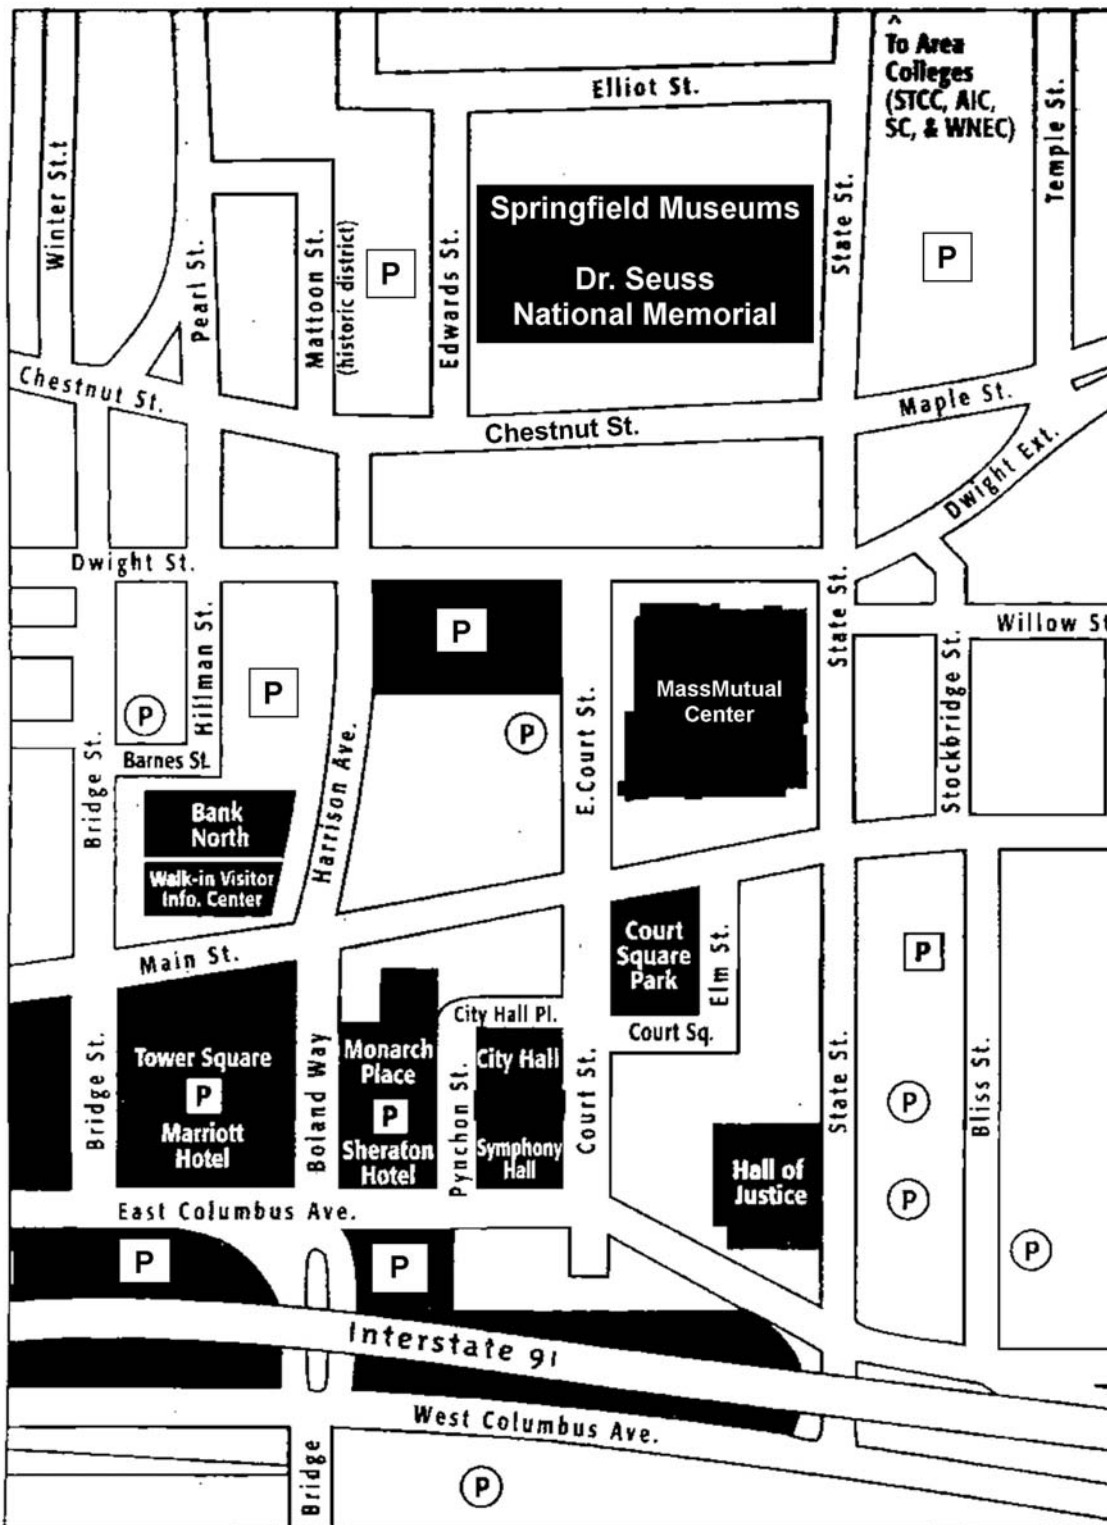 ^
To Area
Colleges
(STCC, AIC,
SC, & WNEC)
Elliot St.
Winter St.t
Temple St.
Springfield Museums
Dr. Seuss
National Memorial
State St.
P
P
Pearl St.
Mattoon St.
(historic district)
Edwards St.
Chestnut St.
Maple St.
Chestnut St.
Dwight Ext.
Dwight St.
State St.
Willow St
P
Hillman St.
P
P
P
E.Court St.
MassMutual
Center
Stockbridge St.
Barnes St.
Bridge St.
Harrison Ave.
Bank
North
Walk-in Visitor
Info. Center
Main St.
Court
Square
Park
Elm St.
P
City Hall Pl.
Court Sq.
Bridge St.
Tower Square
P
Marriott
Hotel
Boland Way
Monarch
Place
P
Sheraton
Hotel
Pynchon St.
City Hall
Symphony
Hall
Court St.
State St.
P
Bliss St.
Hall of
Justice
P
East Columbus Ave.
P
P
P
Interstate 91
West Columbus Ave.
Bridge
P